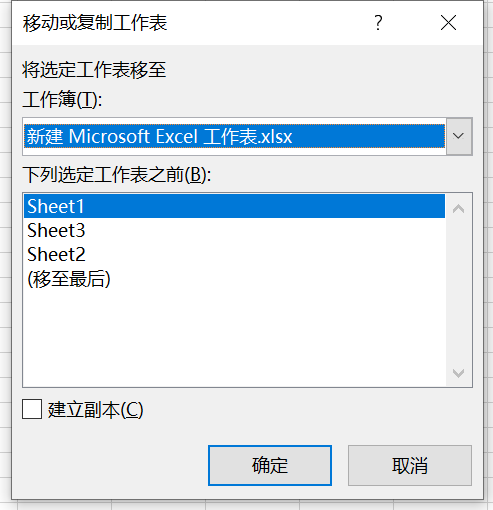 移动或复制工作表
?
将选定工作表移至
工作簿(T):
新建 Microsoft Excel 工作表.xlsx
下列选定工作表之前(B):
Sheet1
Sheet3
Sheet2
(移至最后)
建立副本(C)
确定 取消